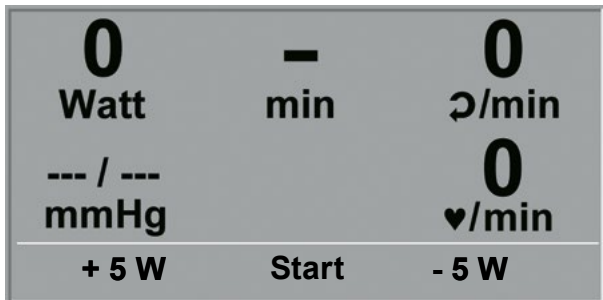 0 - 0
Watt min ⊃/min
--- / --- 0
mmHg ♥/min
+ 5 W Start - 5 W